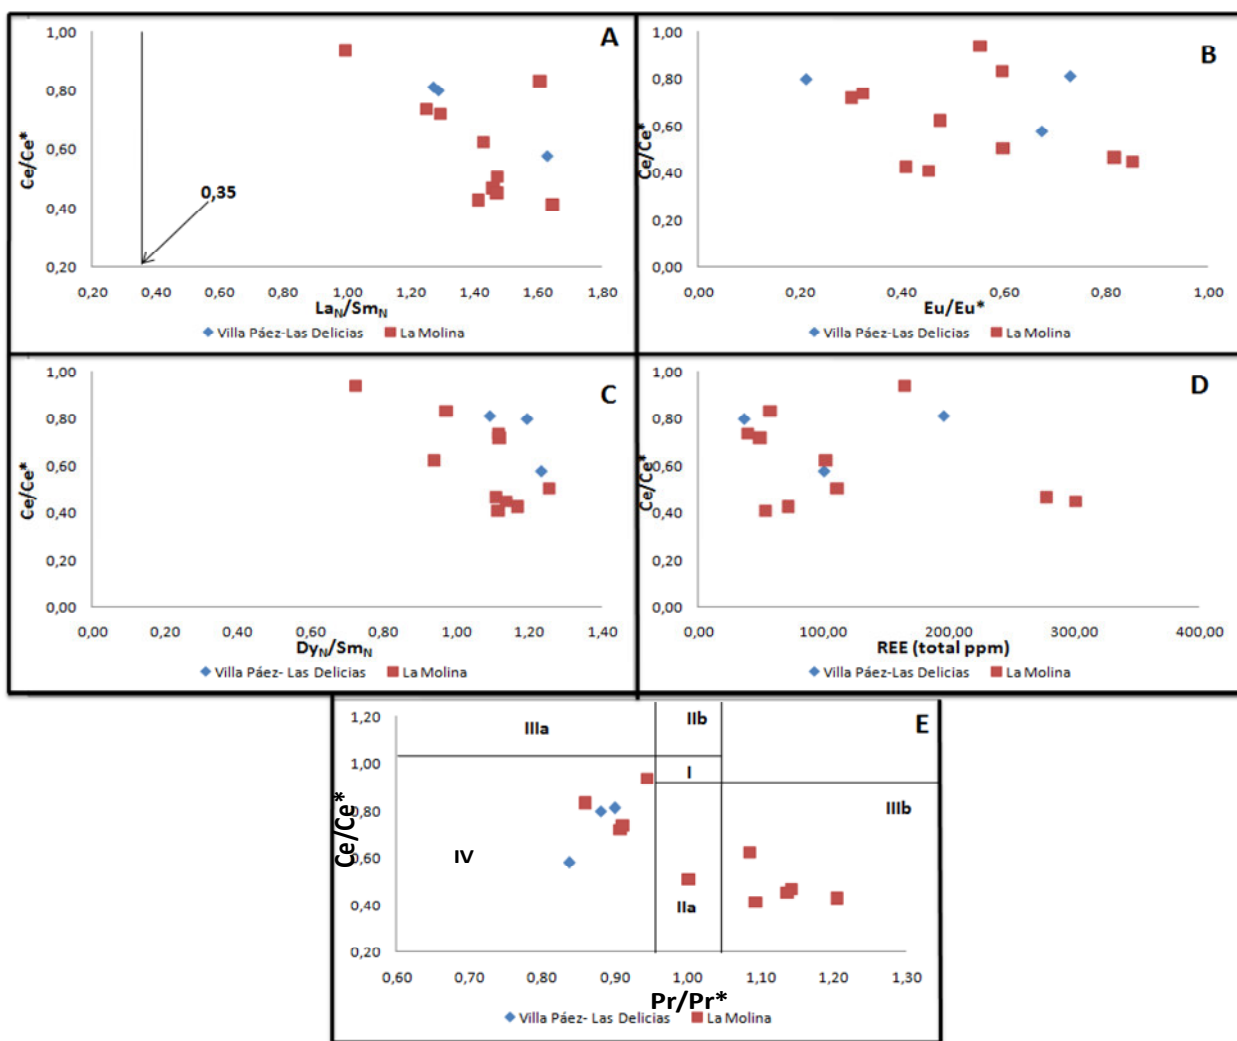 A
1,00
0,80
0,60
0,40
0,20
Ce/Ce*
0,35
0,20 0,40 0,60 0,80 1,00 1,20 1,40 1,60 1,80
LaN/SmN
Villa Páez-Las Delicias La Molina
B
1,00
0,80
0,60
0,40
0,20
0,00
Ce/Ce*
0,00 0,20 0,40 0,60 0,80 1,00
Eu/Eu*
Villa Páez-Las Delicias La Molina
C
1,00
0,80
0,60
0,40
0,20
0,00
Ce/Ce*
0,00 0,20 0,40 0,60 0,80 1,00 1,20 1,40
DyN/SmN
Villa Páez- Las Delicias La Molina
D
1,00
0,80
0,60
0,40
0,20
0,00
Ce/Ce*
0,00 100,00 200,00 300,00 400,00
REE (total ppm)
Villa Páez-Las Delicias La Molina
E
1,20
1,00
0,80
0,60
0,40
0,20
Ce/Ce*
IIIa
IIb
I
IIIb
IV
IIa
0,60 0,70 0,80 0,90 1,00 1,10 1,20 1,30
Pr/Pr*
Villa Páez- Las Delicias La Molina